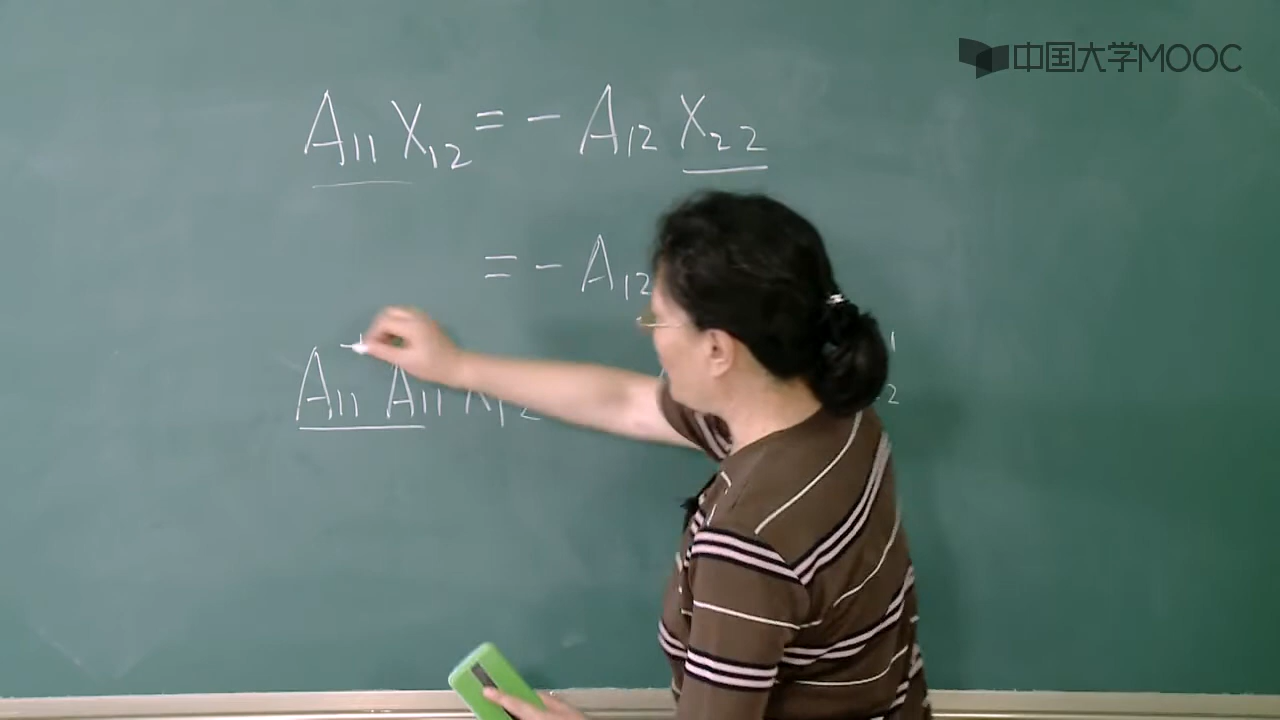 中国大学MOOC
A₁₁ X₁₂ = - A₁₂ X₂₂
= - A₁₂
A₁₁ A₁₁ X₁₂